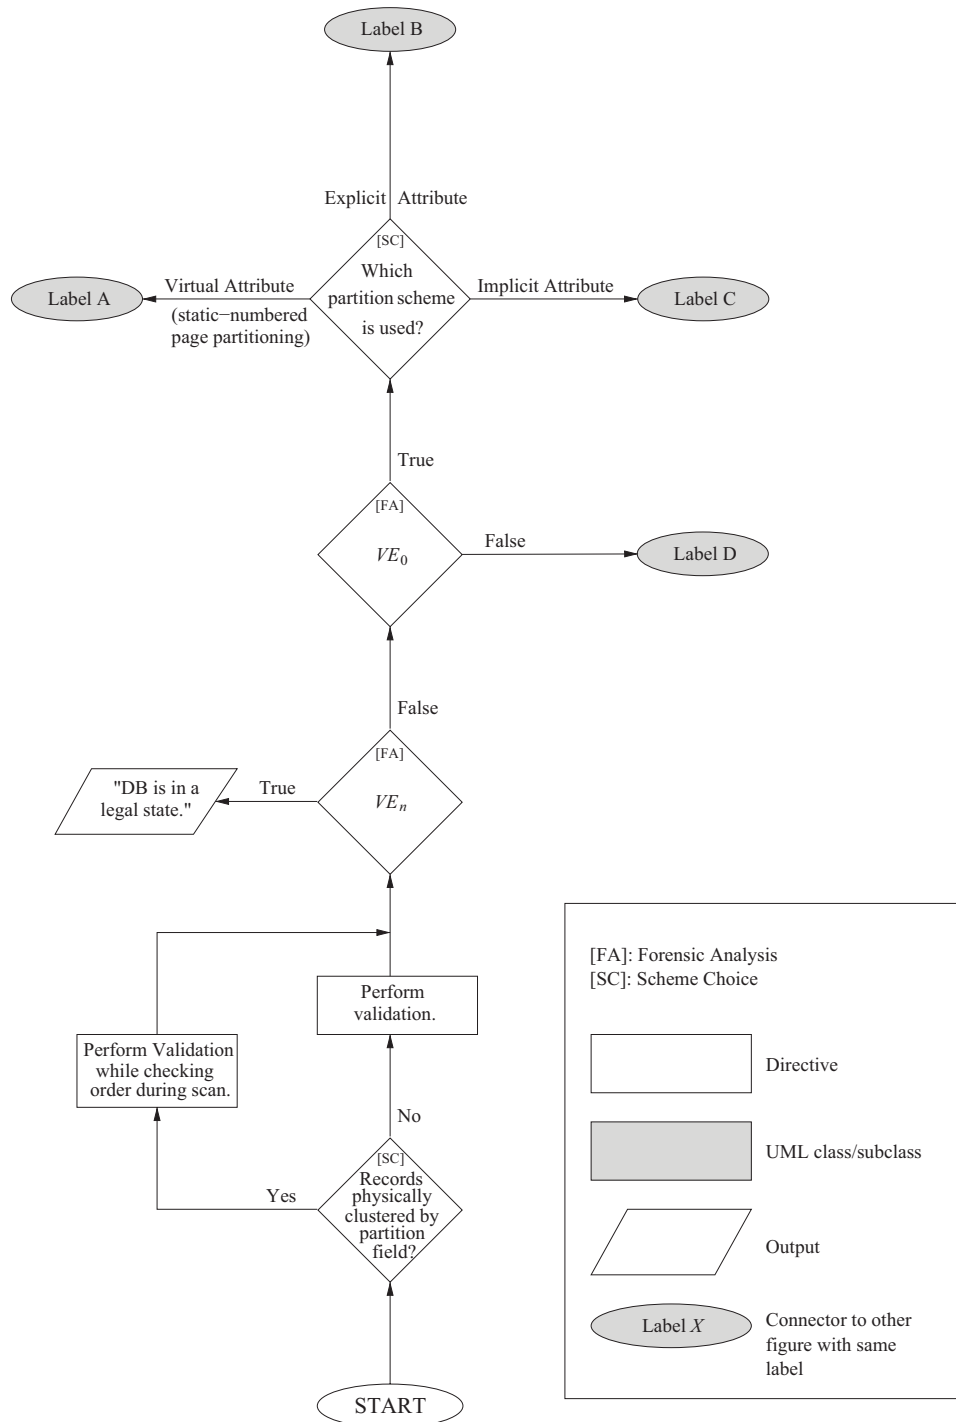 Label B
Explicit Attribute
[SC]
Which
partition scheme
is used?
Virtual Attribute
(static−numbered
page partitioning)
Label A
Implicit Attribute
Label C
True
[FA]
VE0
False
Label D
False
[FA]
VEn
True
"DB is in a
legal state."
Perform
validation.
Perform Validation
while checking
order during scan.
No
[SC]
Records
physically
clustered by
partition
field?
Yes
START
[FA]: Forensic Analysis
[SC]: Scheme Choice
Directive
UML class/subclass
Output
Label X
Connector to other
figure with same
label